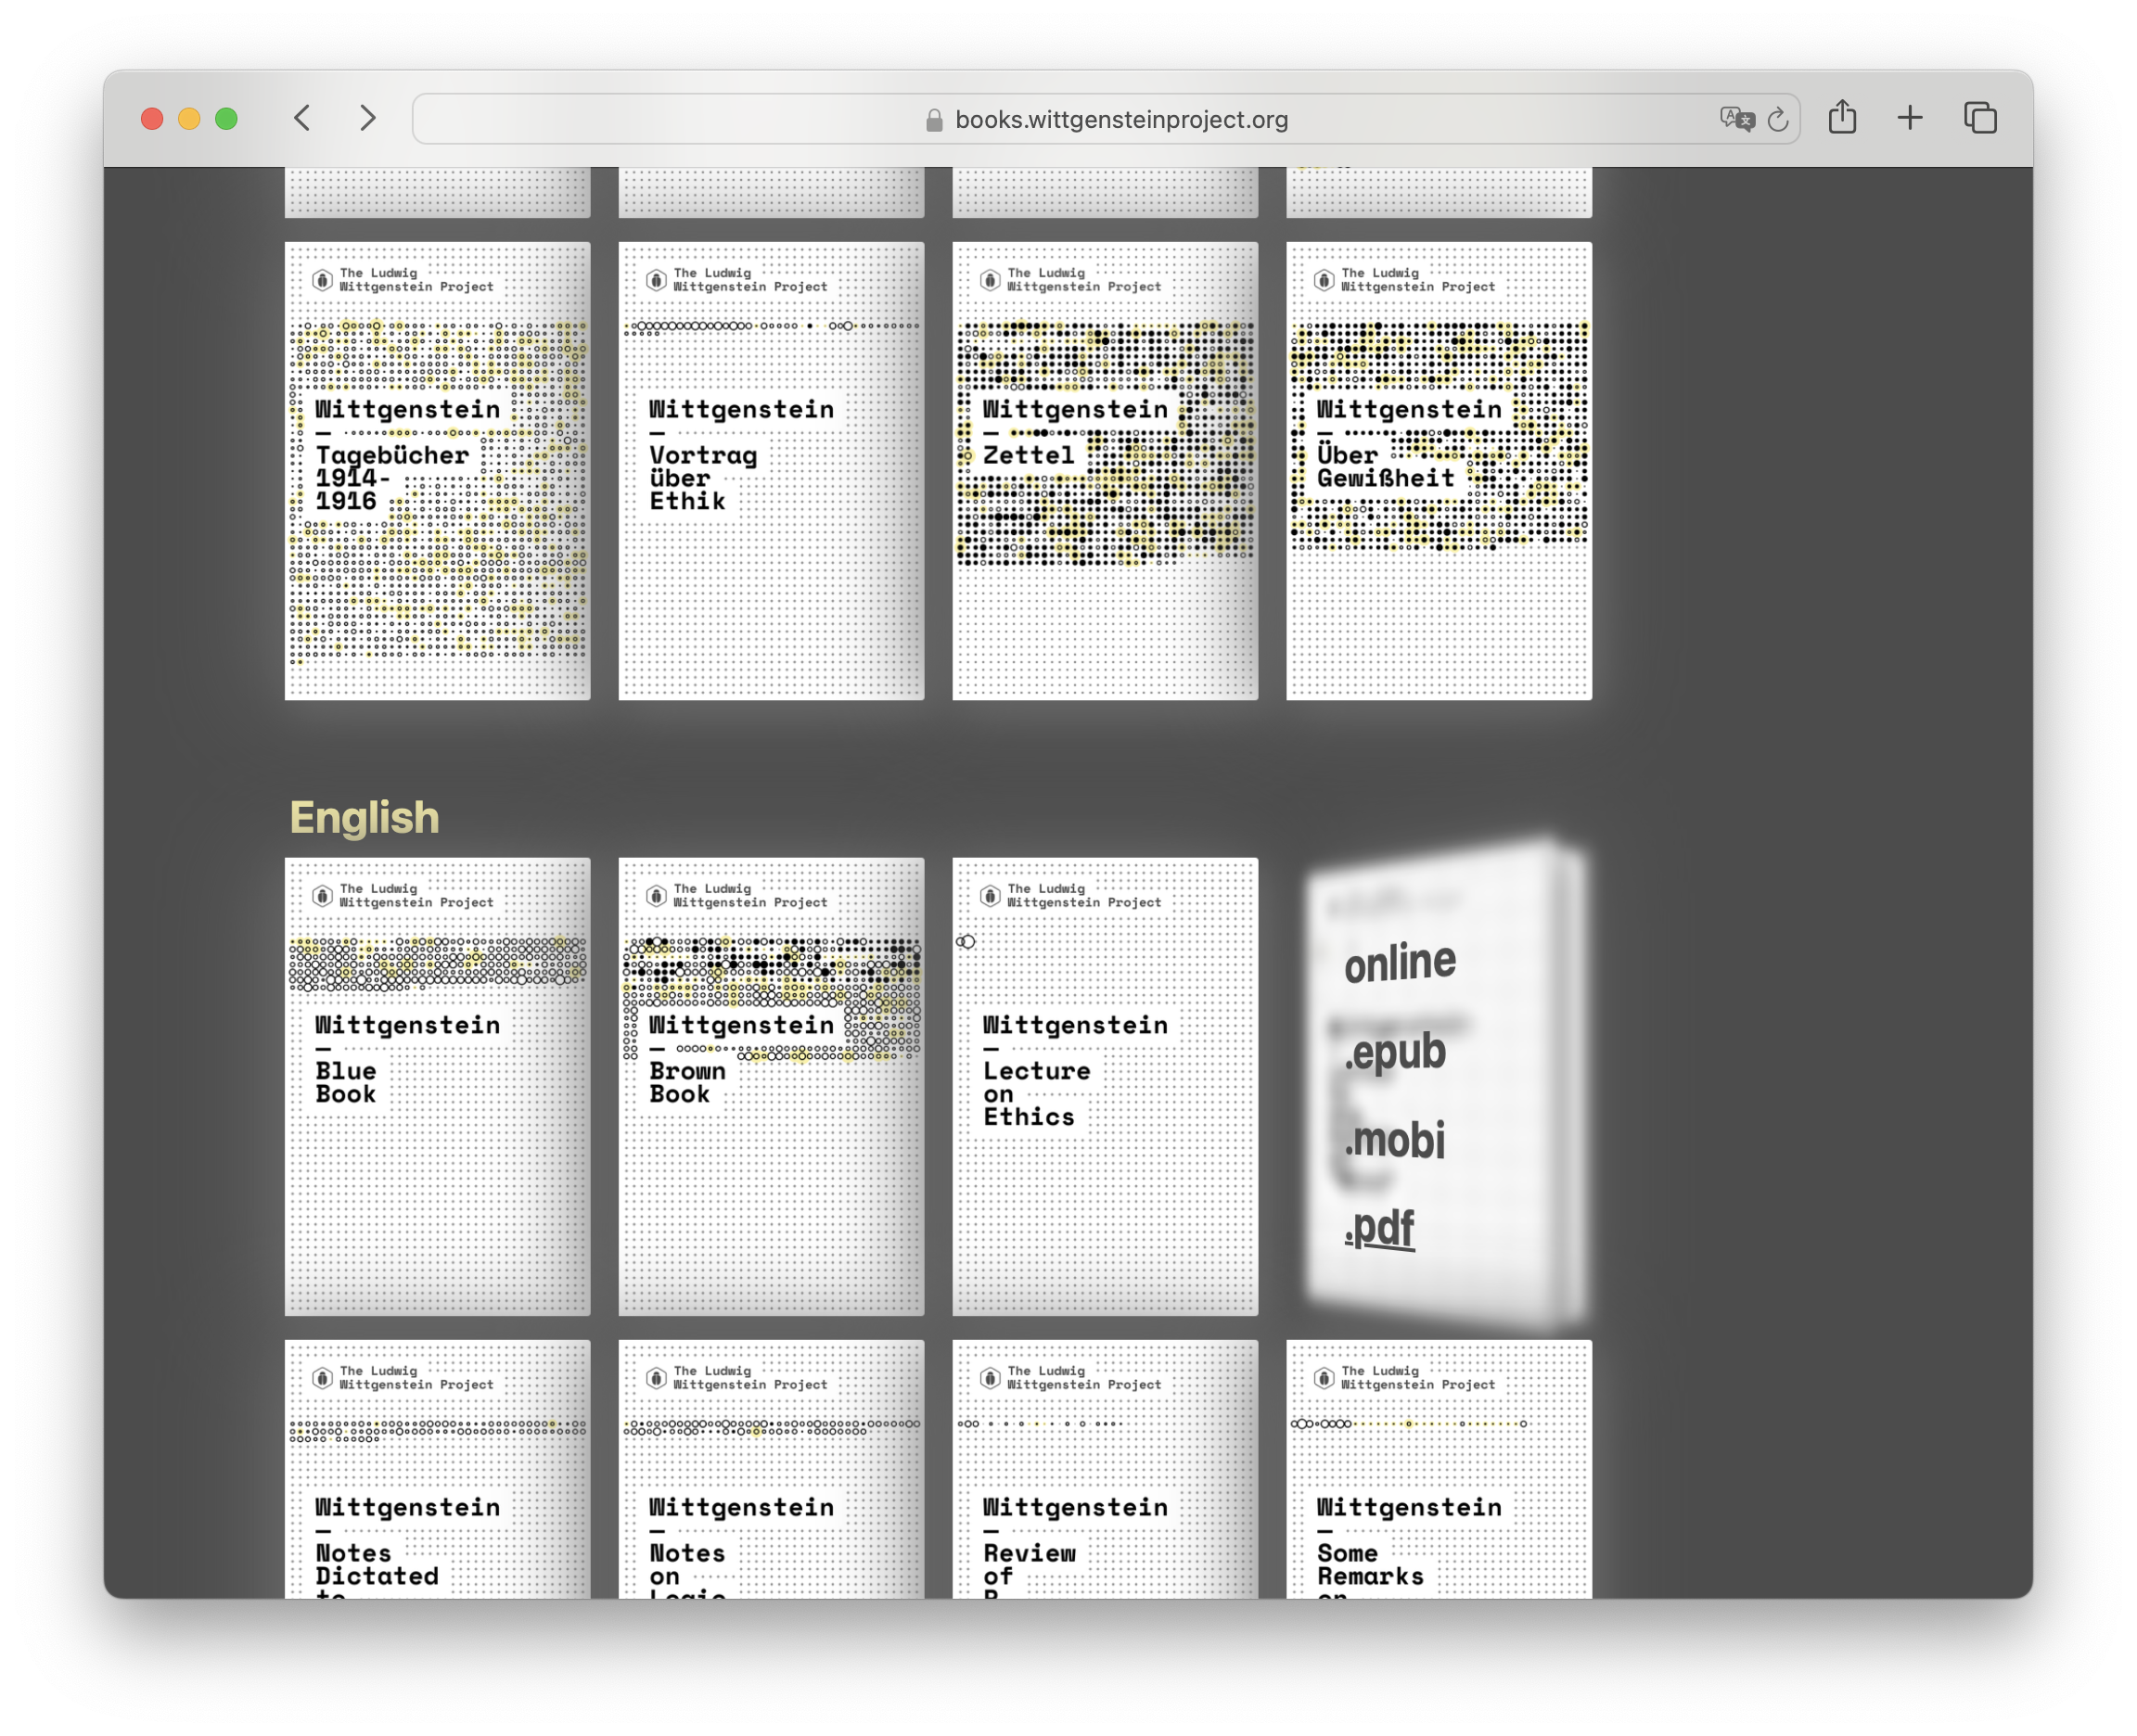 books.wittgensteinproject.org
The Ludwig
Wittgenstein Project
Wittgenstein
—
Tagebücher
1914-
1916
The Ludwig
Wittgenstein Project
Wittgenstein
—
Vortrag
über
Ethik
The Ludwig
Wittgenstein Project
Wittgenstein
—
Zettel
The Ludwig
Wittgenstein Project
Wittgenstein
—
Über
Gewißheit
English
The Ludwig
Wittgenstein Project
Wittgenstein
—
Blue
Book
The Ludwig
Wittgenstein Project
Wittgenstein
—
Brown
Book
The Ludwig
Wittgenstein Project
Wittgenstein
—
Lecture
on
Ethics
online
.epub
.mobi
.pdf
The Ludwig
Wittgenstein Project
Wittgenstein
—
Notes
Dictated
to
The Ludwig
Wittgenstein Project
Wittgenstein
—
Notes
on
Logic
The Ludwig
Wittgenstein Project
Wittgenstein
—
Review
of
P
The Ludwig
Wittgenstein Project
Wittgenstein
—
Some
Remarks
on